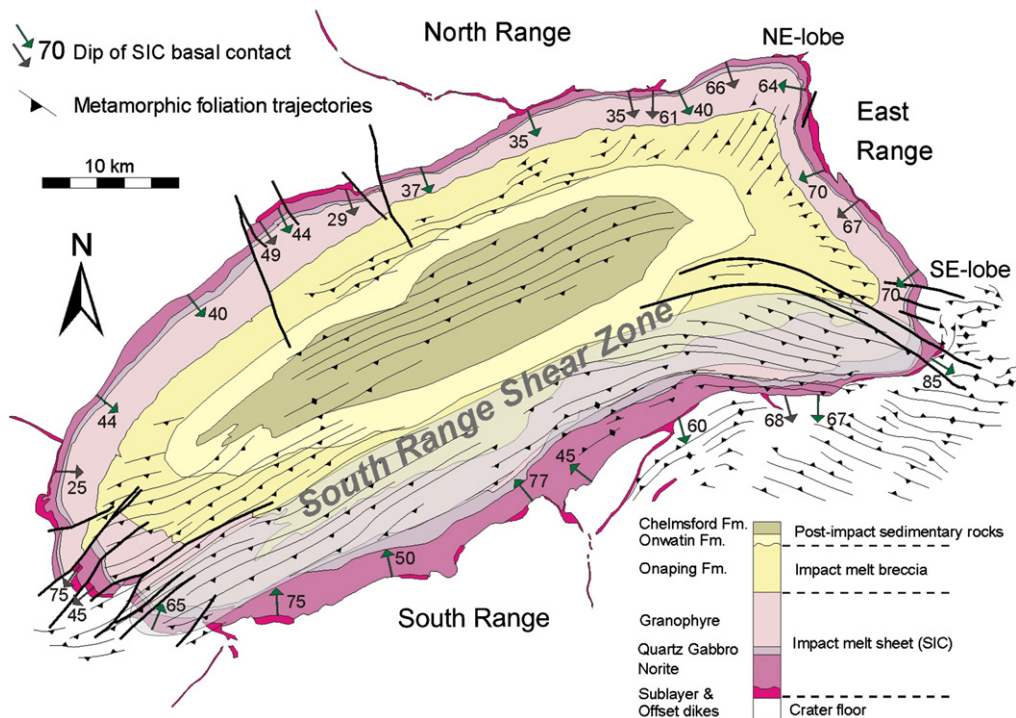 North Range
NE-lobe
70 Dip of SIC basal contact
Metamorphic foliation trajectories
10 km
N
East
Range
SE-lobe
66
64
35
61
40
35
37
70
29
67
44
49
70
40
85
44
60
68
67
45
25
77
50
75
45
65
75
South Range Shear Zone
South Range
Chelmsford Fm.
Onwatin Fm.
Post-impact sedimentary rocks
Onaping Fm.
Impact melt breccia
Granophyre
Quartz Gabbro
Norite
Impact melt sheet (SIC)
Sublayer &
Offset dikes
Crater floor